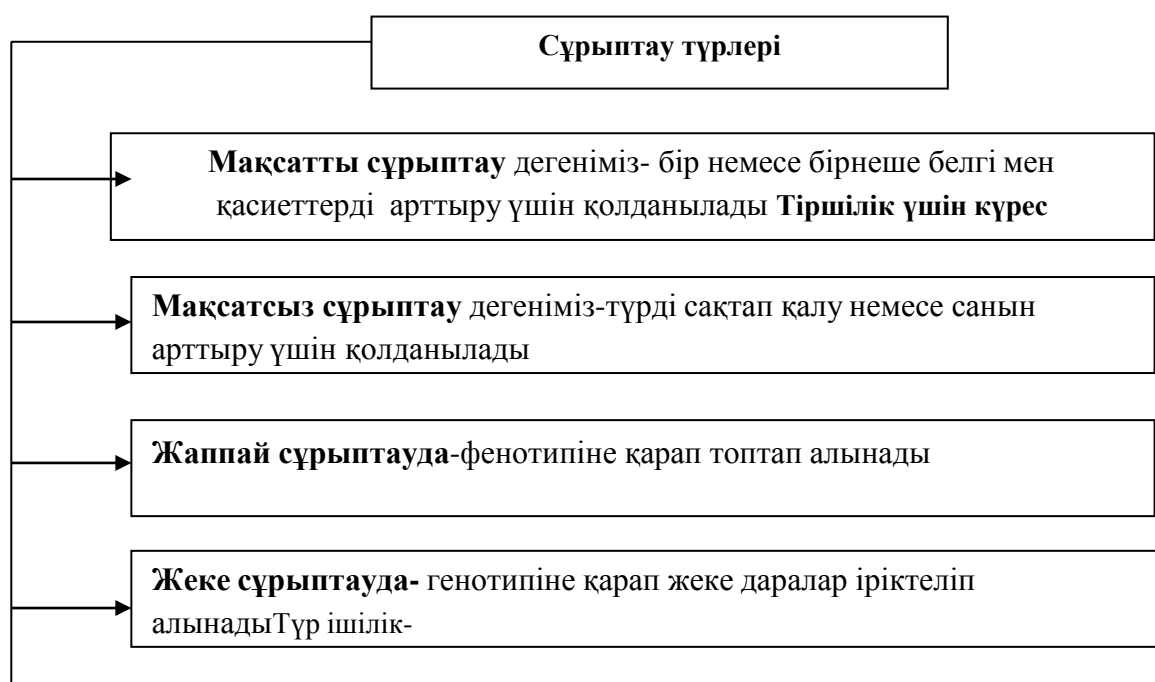 Сұрыптау түрлері
Мақсатты сұрыптау дегеніміз- бір немесе бірнеше белгі мен
қасиеттерді арттыру үшін қолданылады Тіршілік үшін күрес
Мақсатсыз сұрыптау дегеніміз-түрді сақтап қалу немесе санын
арттыру үшін қолданылады
Жаппай сұрыптауда-фенотипіне қарап топтап алынады
Жеке сұрыптауда- генотипіне қарап жеке даралар іріктеліп
алынадыТүр ішілік-